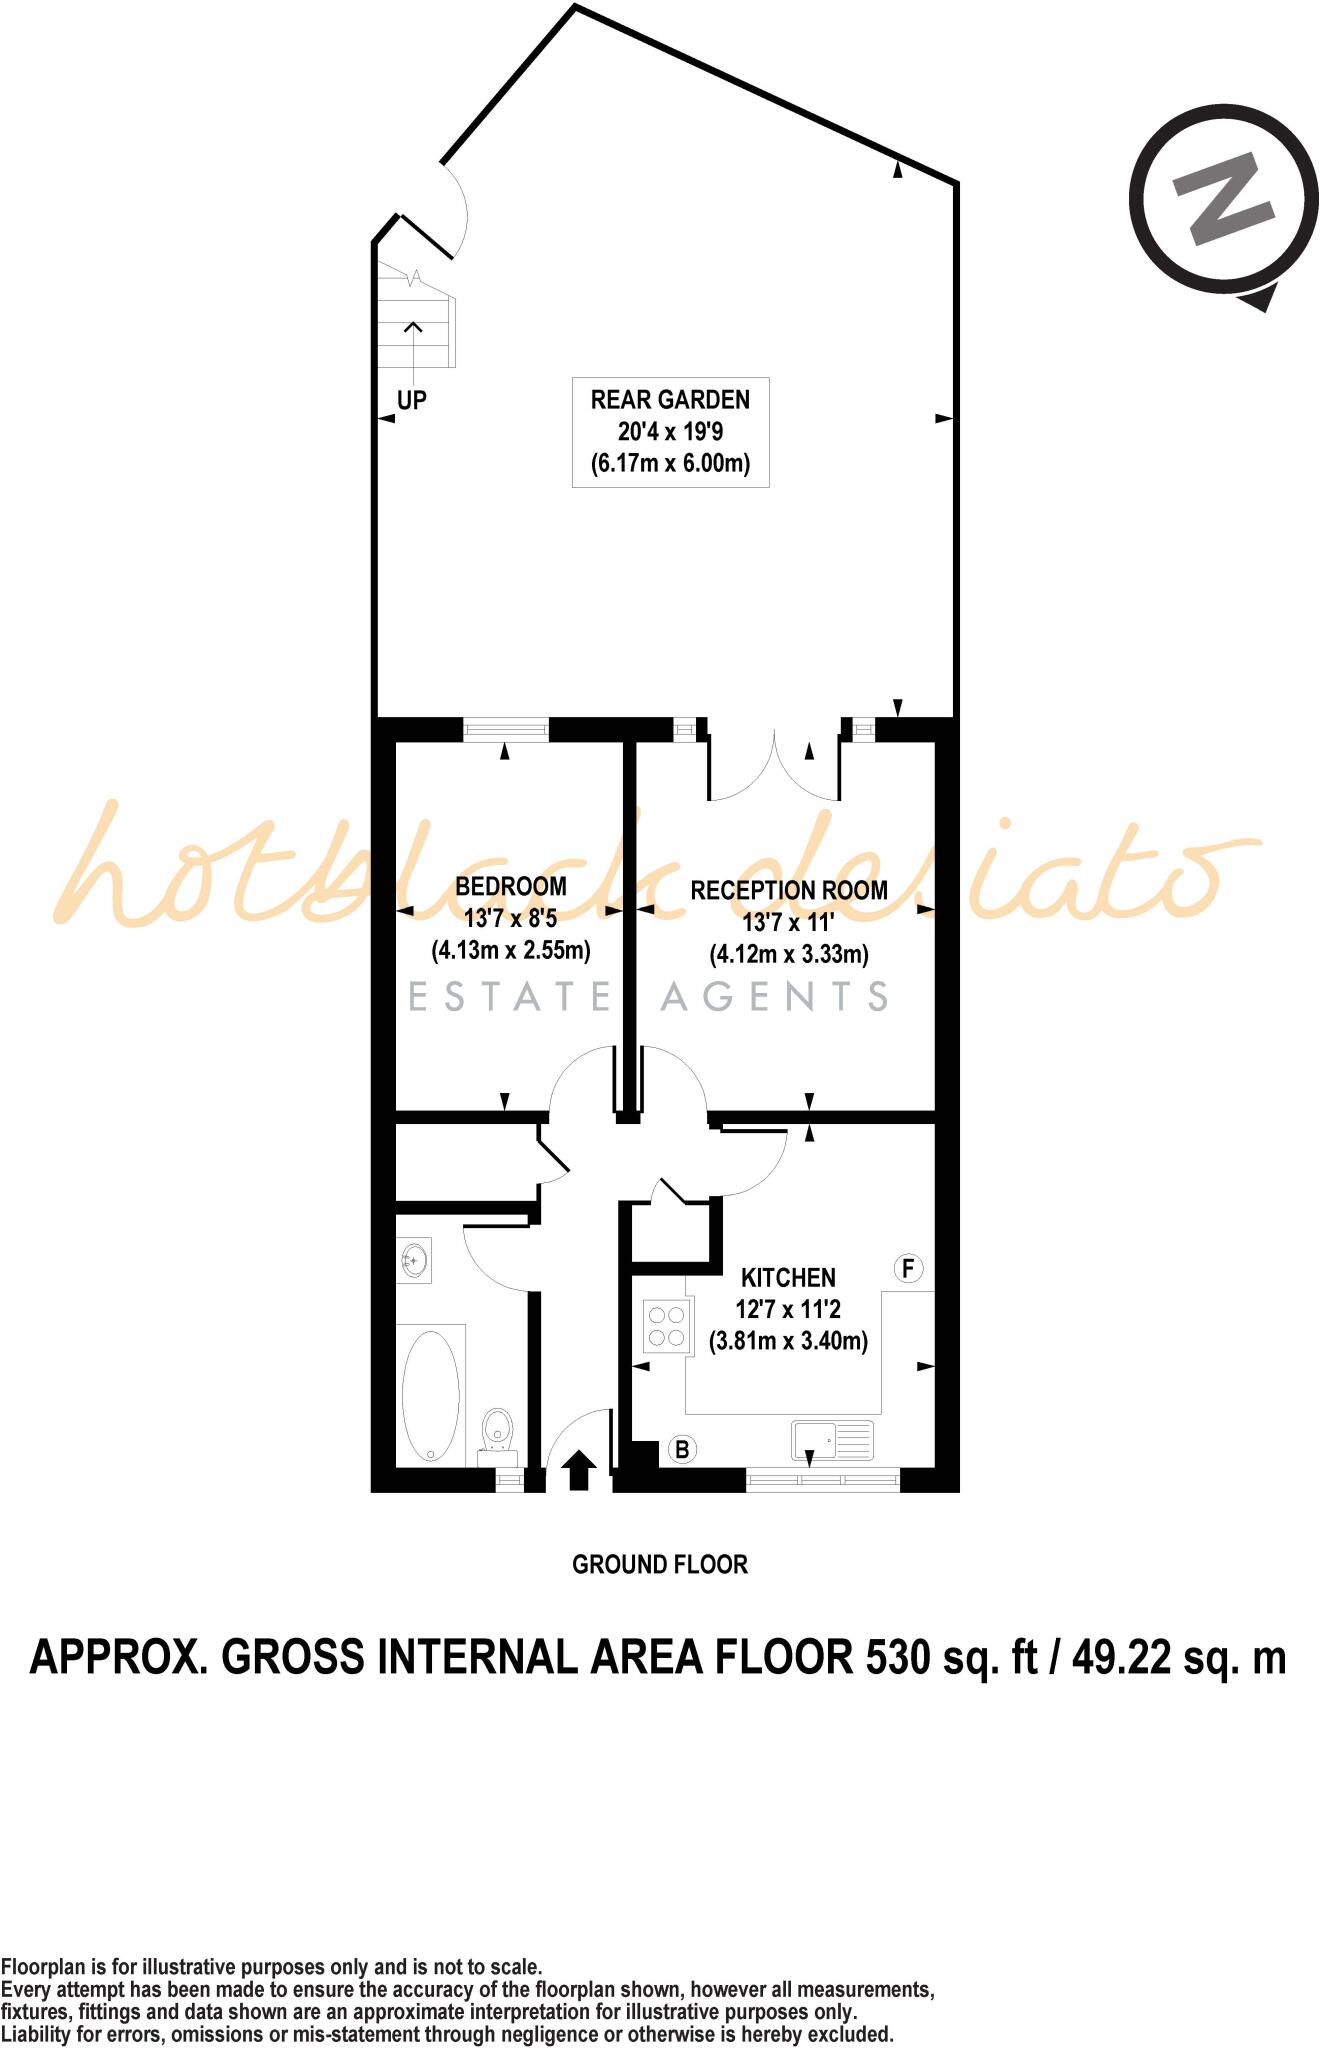 N
UP
REAR GARDEN
20'4 x 19'9
(6.17m x 6.00m)
hotblack desiato
BEDROOM
13'7 x 8'5
(4.13m x 2.55m)
RECEPTION ROOM
13'7 x 11'
(4.12m x 3.33m)
ESTATE AGENTS
F
KITCHEN
12'7 x 11'2
(3.81m x 3.40m)
B
GROUND FLOOR
APPROX. GROSS INTERNAL AREA FLOOR 530 sq. ft / 49.22 sq. m
Floorplan is for illustrative purposes only and is not to scale.
Every attempt has been made to ensure the accuracy of the floorplan shown, however all measurements,
fixtures, fittings and data shown are an approximate interpretation for illustrative purposes only.
Liability for errors, omissions or mis-statement through negligence or otherwise is hereby excluded.